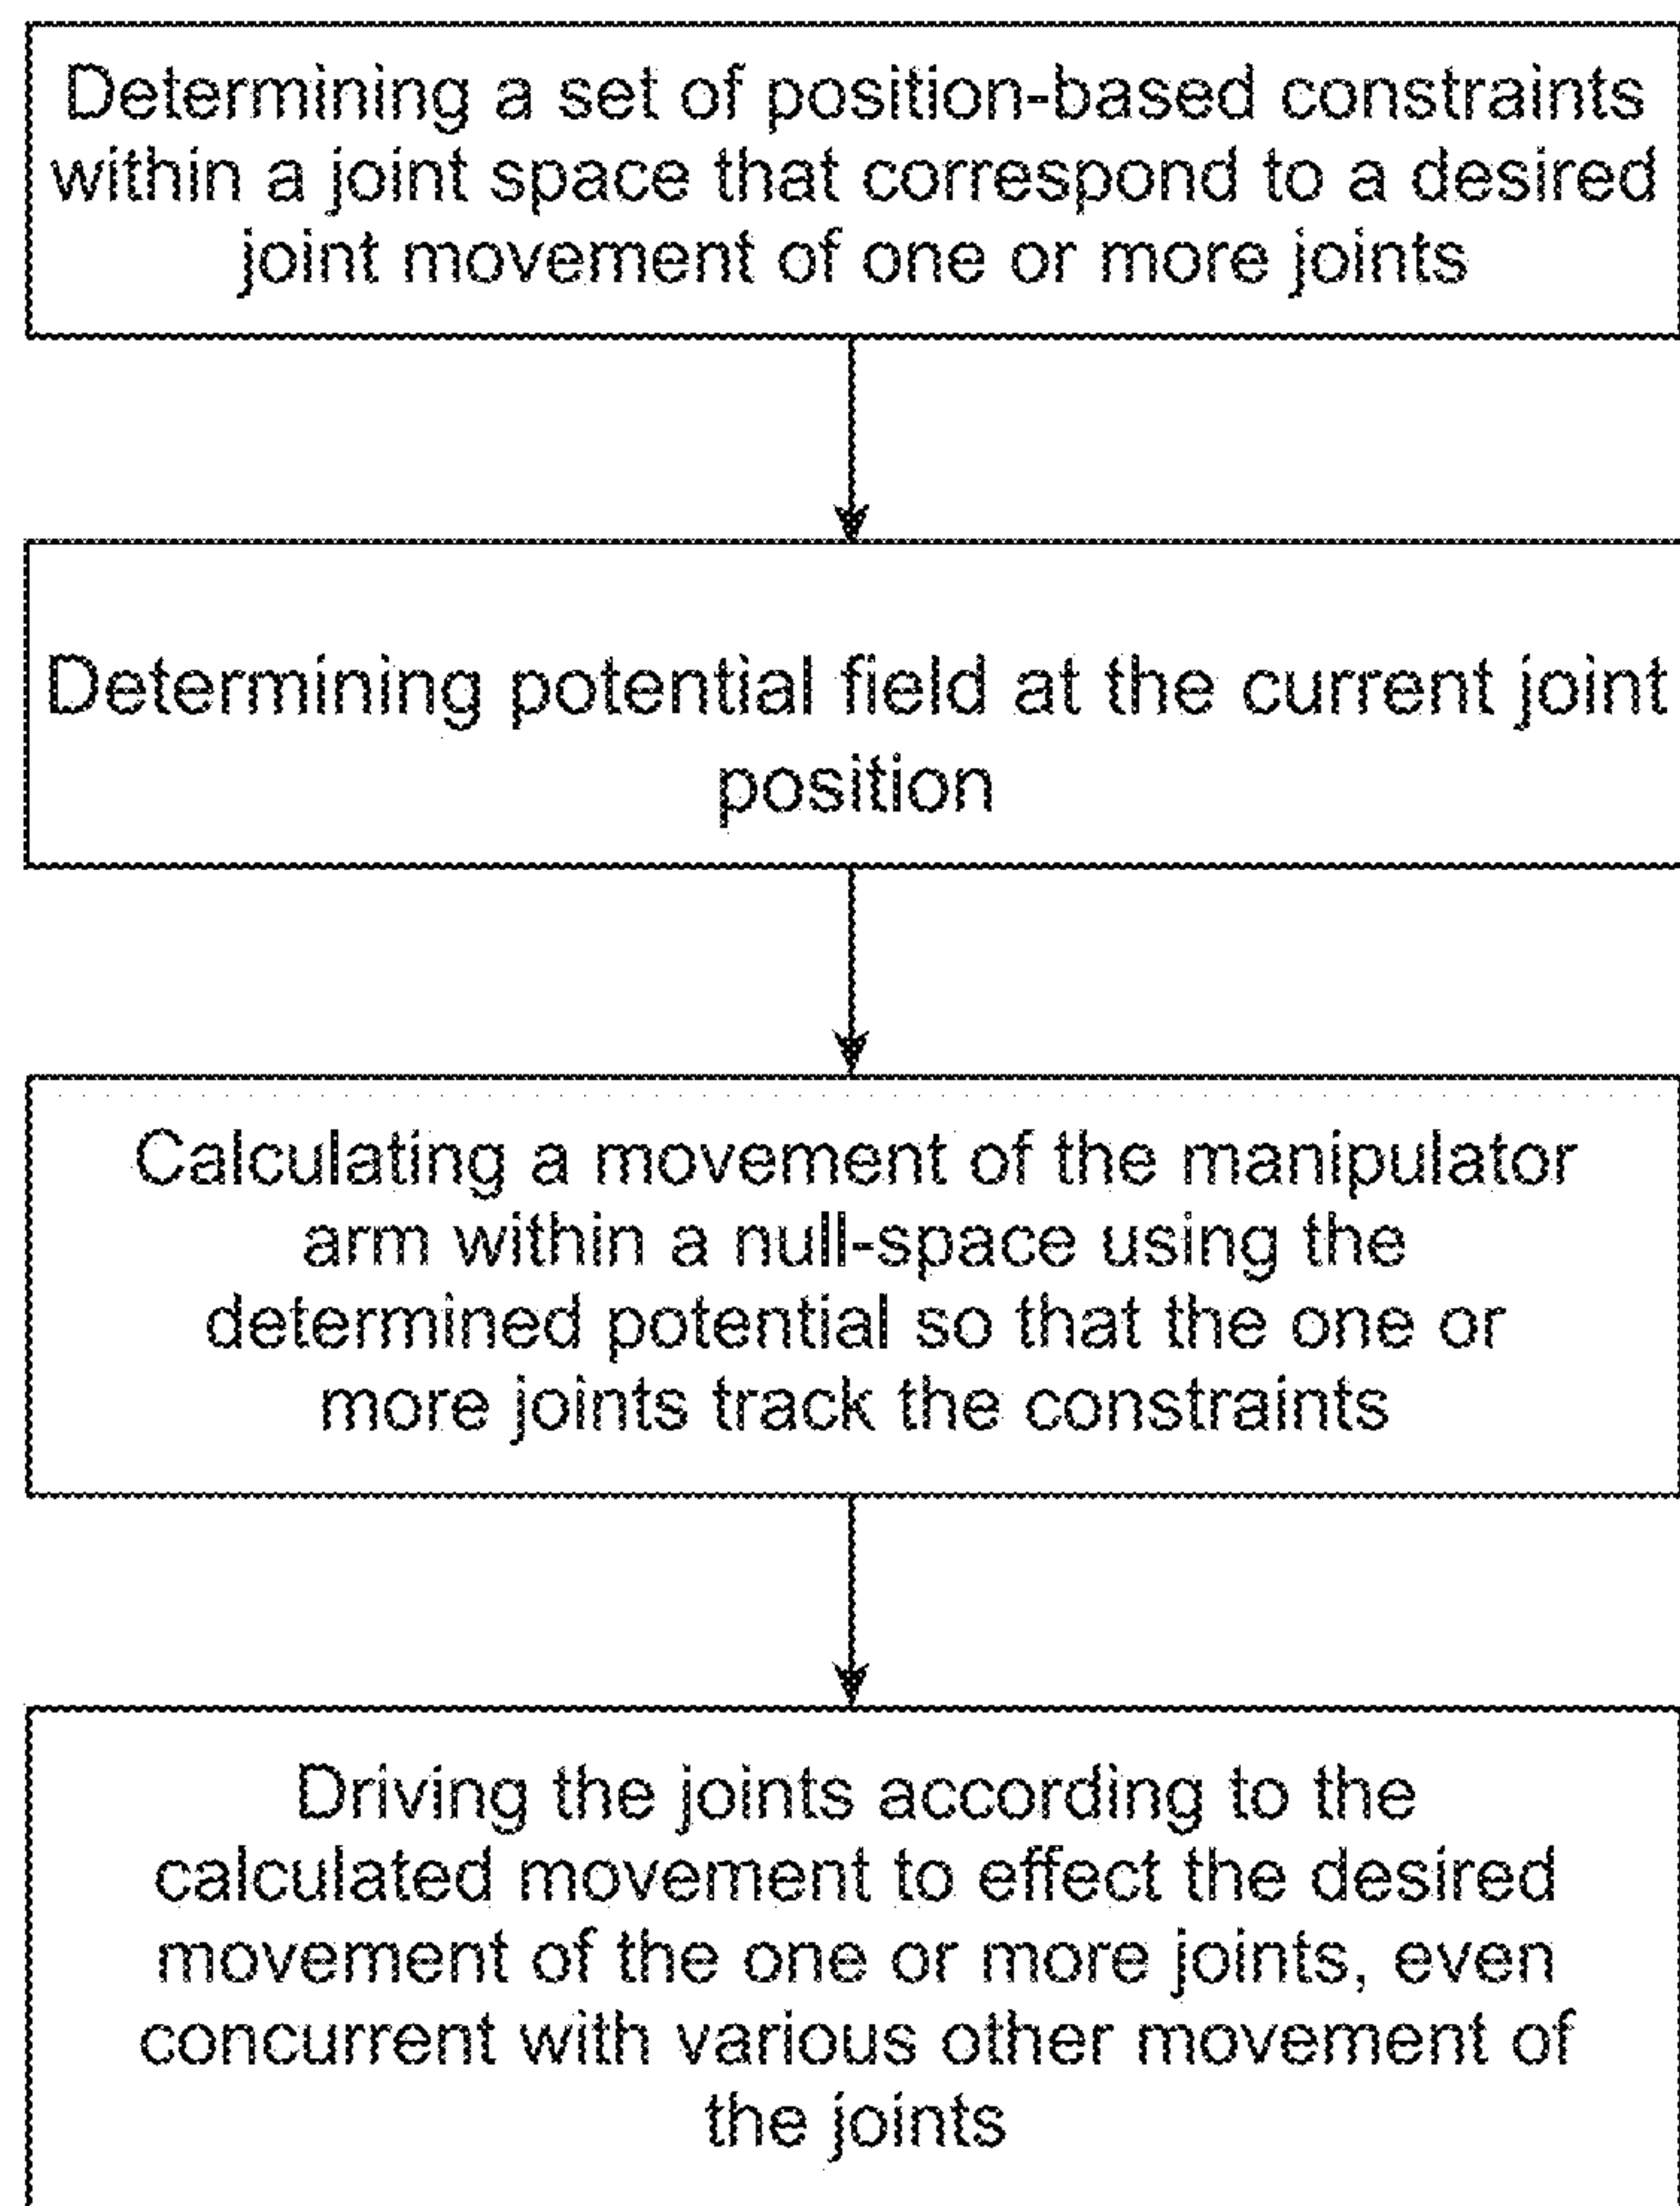 Determining a set of position-based constraints
within a joint space that correspond to a desired
joint movement of one or more joints
Determining potential field at the current joint
position
Calculating a movement of the manipulator
arm within a null-space using the
determined potential so that the one or
more joints track the constraints
Driving the joints according to the
calculated movement to effect the desired
movement of the one or more joints, even
concurrent with various other movement of
the joints